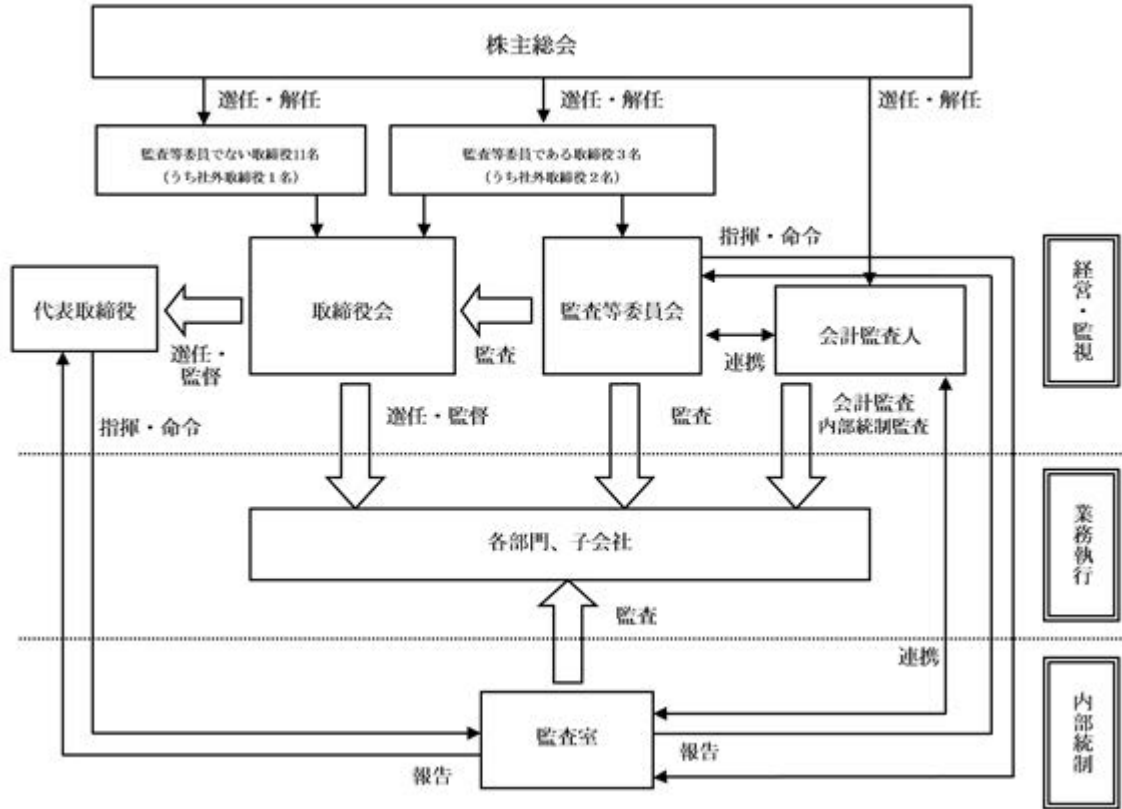 株主総会
選任・解任
選任・解任
選任・解任
監査等委員でない取締役11名
（うち社外取締役１名）
監査等委員である取締役３名
（うち社外取締役２名）
指揮・命令
代表取締役
取締役会
監査等委員会
会計監査人
経営・監視
選任・
監督
監査
連携
指揮・命令
選任・監督
監査
会計監査
内部統制監査
各部門、子会社
業務執行
監査
連携
監査室
報告
報告
内部統制